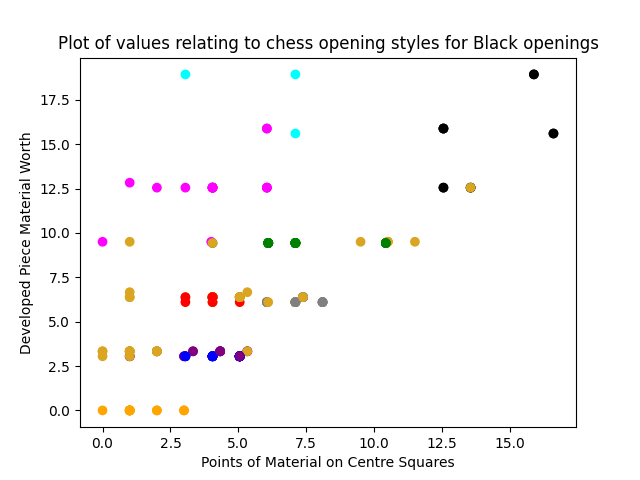 Plot of values relating to chess opening styles for Black openings
Developed Piece Material Worth
17.5
15.0
12.5
10.0
7.5
5.0
2.5
0.0
0.0 2.5 5.0 7.5 10.0 12.5 15.0
Points of Material on Centre Squares